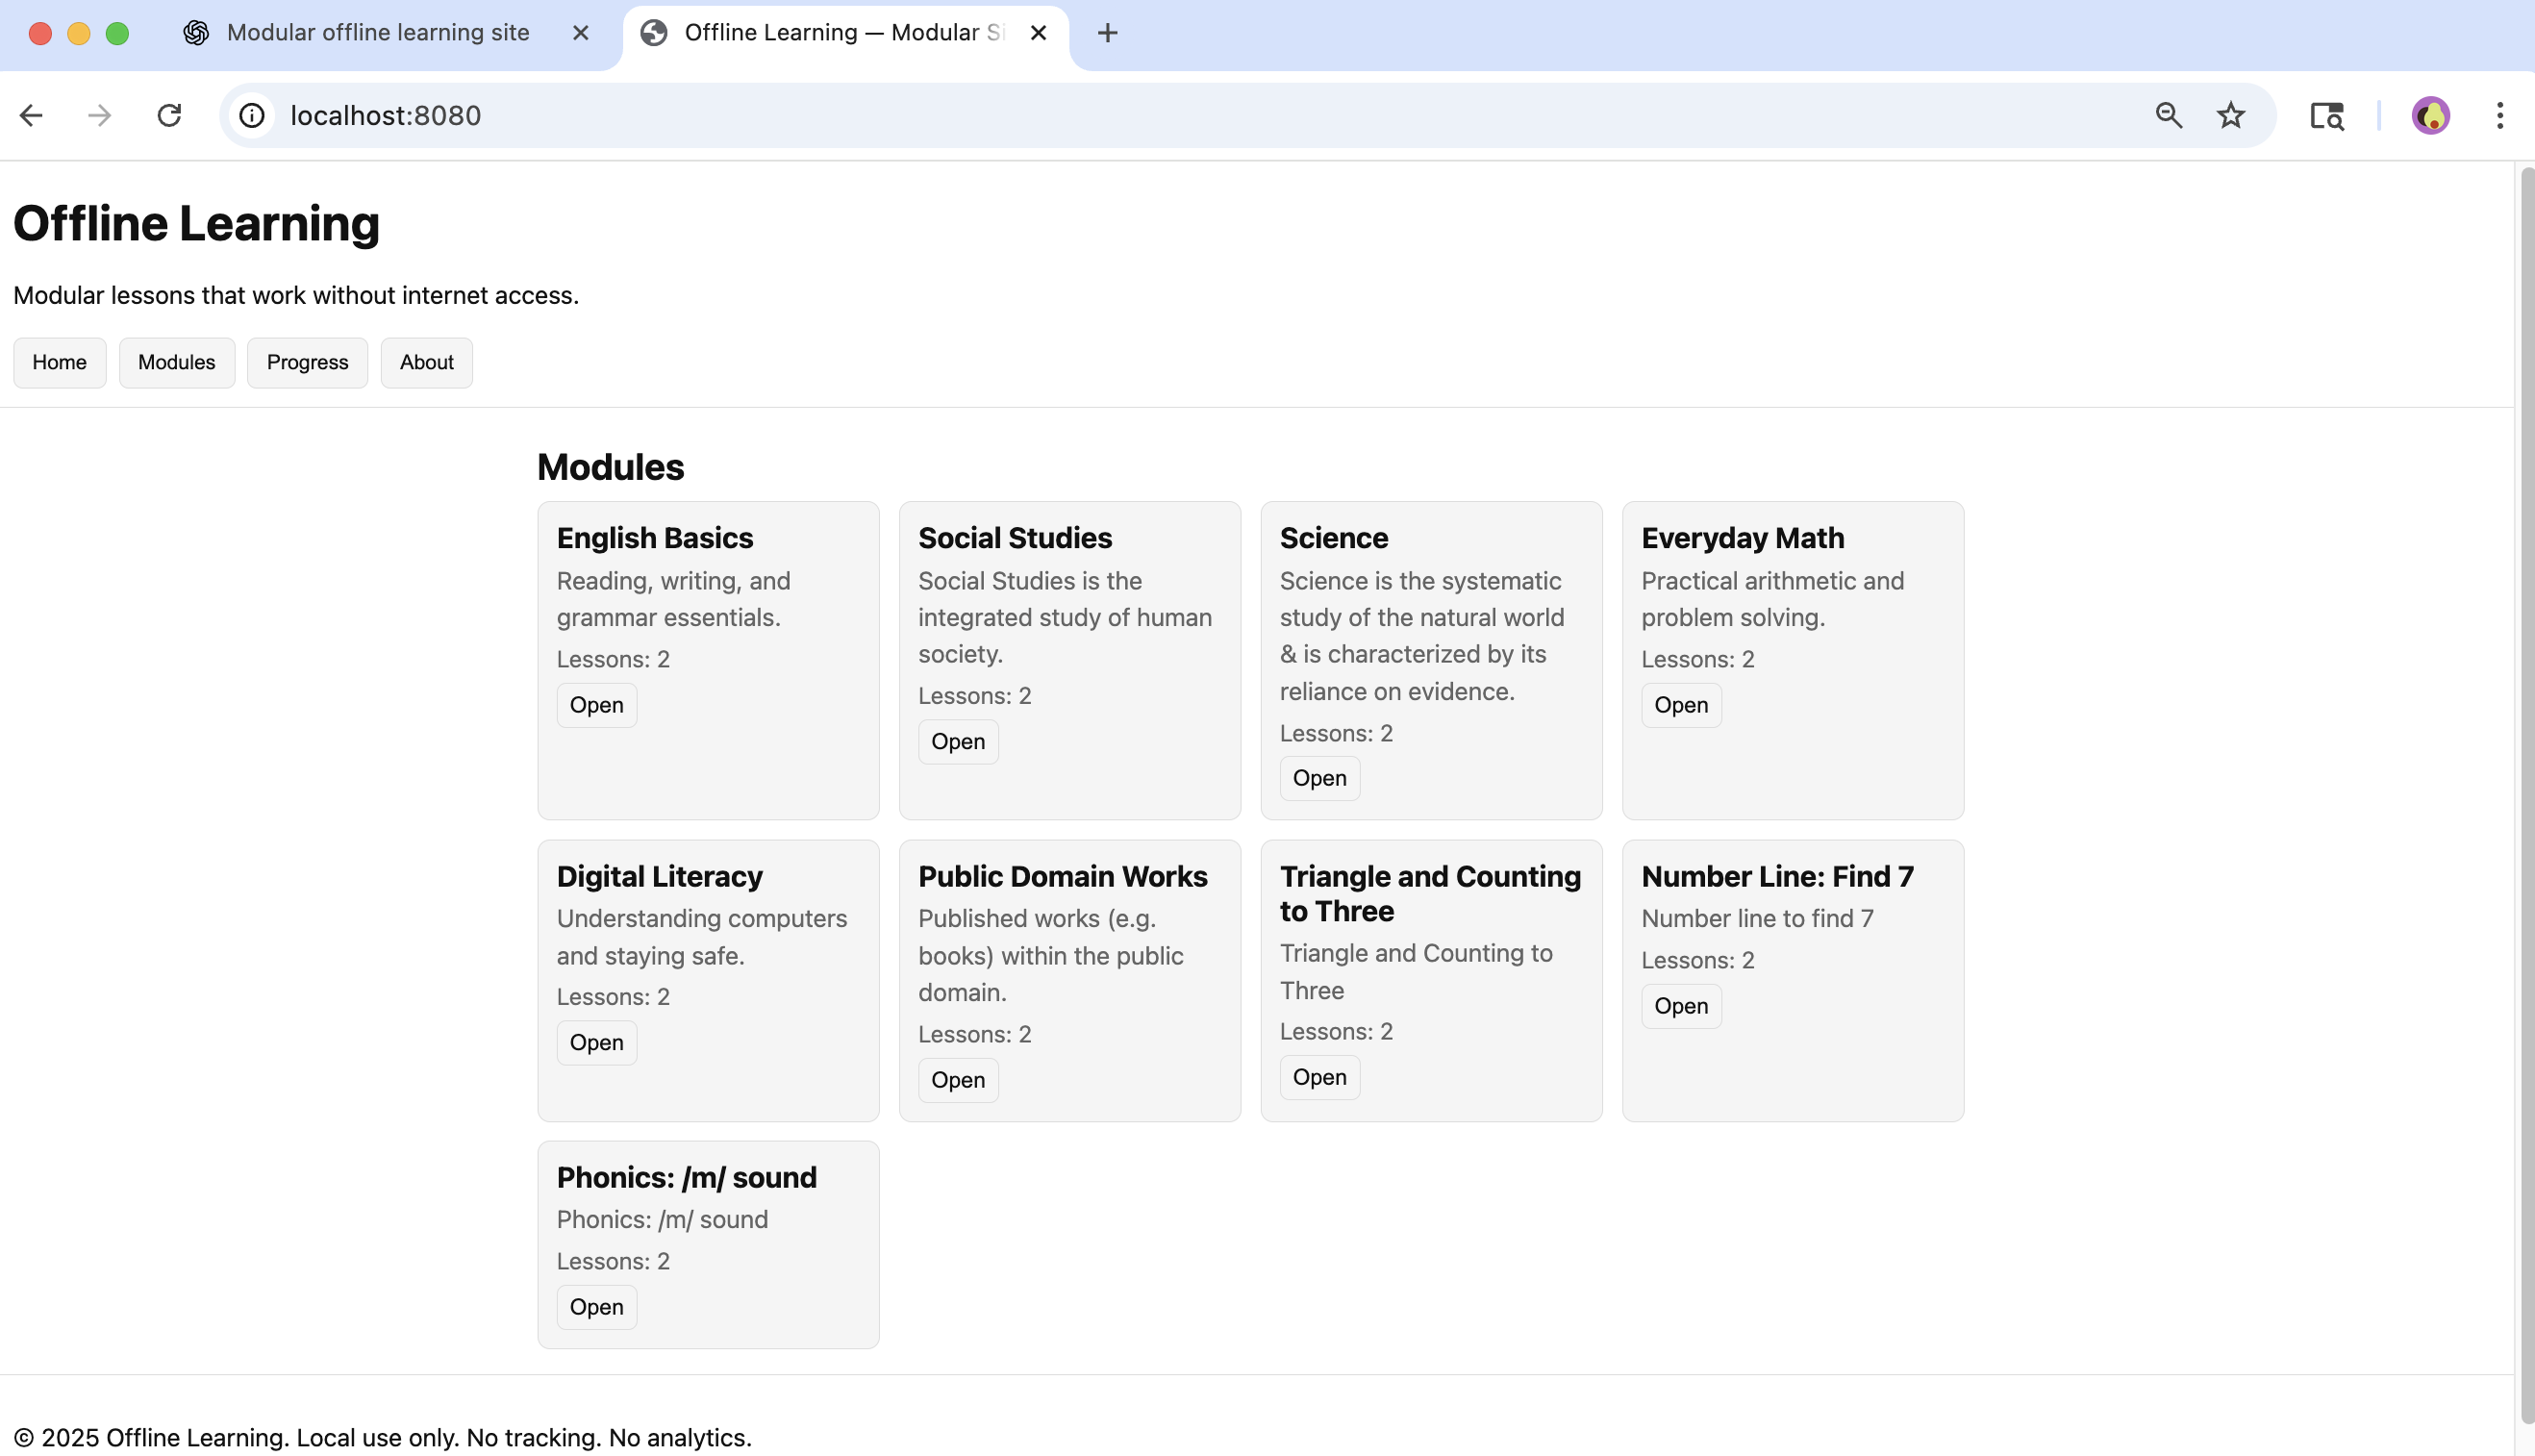 Modular offline learning site
Offline Learning — Modular Si
localhost:8080
Offline Learning
Modular lessons that work without internet access.
Home
Modules
Progress
About
Modules
English Basics
Reading, writing, and
grammar essentials.
Lessons: 2
Open
Social Studies
Social Studies is the
integrated study of human
society.
Lessons: 2
Open
Science
Science is the systematic
study of the natural world
& is characterized by its
reliance on evidence.
Lessons: 2
Open
Everyday Math
Practical arithmetic and
problem solving.
Lessons: 2
Open
Digital Literacy
Understanding computers
and staying safe.
Lessons: 2
Open
Public Domain Works
Published works (e.g.
books) within the public
domain.
Lessons: 2
Open
Triangle and Counting
to Three
Triangle and Counting to
Three
Lessons: 2
Open
Number Line: Find 7
Number line to find 7
Lessons: 2
Open
Phonics: /m/ sound
Phonics: /m/ sound
Lessons: 2
Open
© 2025 Offline Learning. Local use only. No tracking. No analytics.